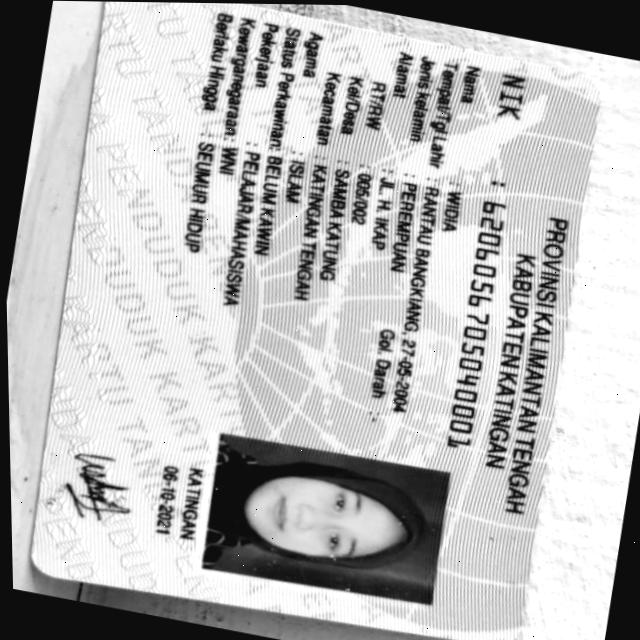 PROVINSI KALIMANTAN TENGAH
KABUPATEN KATINGAN
NIK : 6206056705040001
Nama : WIDIA
Tempat/Tgl Lahir : RANTAU BANGKIANG, 27-05-2004
Jenis kelamin : PEREMPUAN Gol. Darah : -
Alamat : JL. H. IKAP
RT/RW : 006/002
Kel/Desa : SAMBA KATUNG
Kecamatan : KATINGAN TENGAH
Agama : ISLAM
Status Perkawinan: BELUM KAWIN
Pekerjaan : PELAJAR/MAHASISWA
Kewarganegaraan: WNI
Berlaku Hingga : SEUMUR HIDUP
KATINGAN
06-10-2021